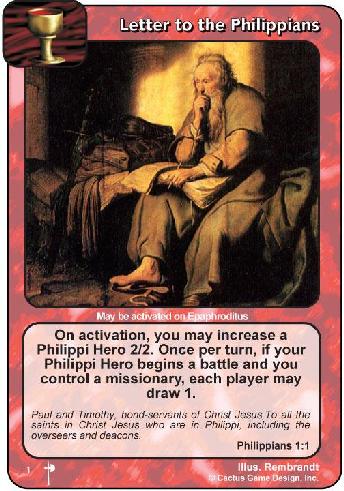 Letter to the Philippians
May be activated on Epaphroditus
On activation, you may increase a
Philippi Hero 2/2. Once per turn, if your
Philippi Hero begins a battle and you
control a missionary, each player may
draw 1.
Paul and Timothy, bond-servants of Christ Jesus,To all the
saints in Christ Jesus who are in Philippi, including the
overseers and deacons.
Philippians 1:1
Illus. Rembrandt
© Cactus Game Design, Inc.